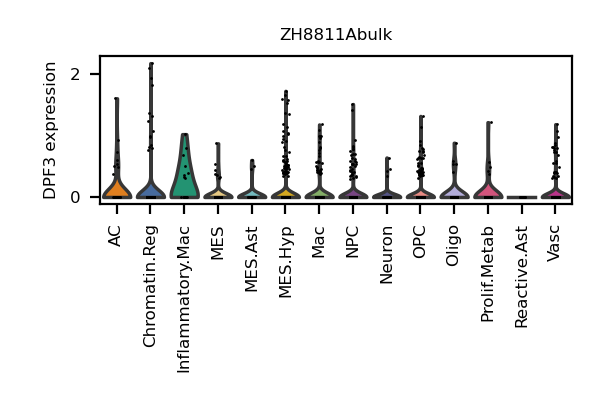 ZH8811Abulk
DPF3 expression
2
0
AC
Chromatin.Reg
Inflammatory.Mac
MES
MES.Ast
MES.Hyp
Mac
NPC
Neuron
OPC
Oligo
Prolif.Metab
Reactive.Ast
Vasc